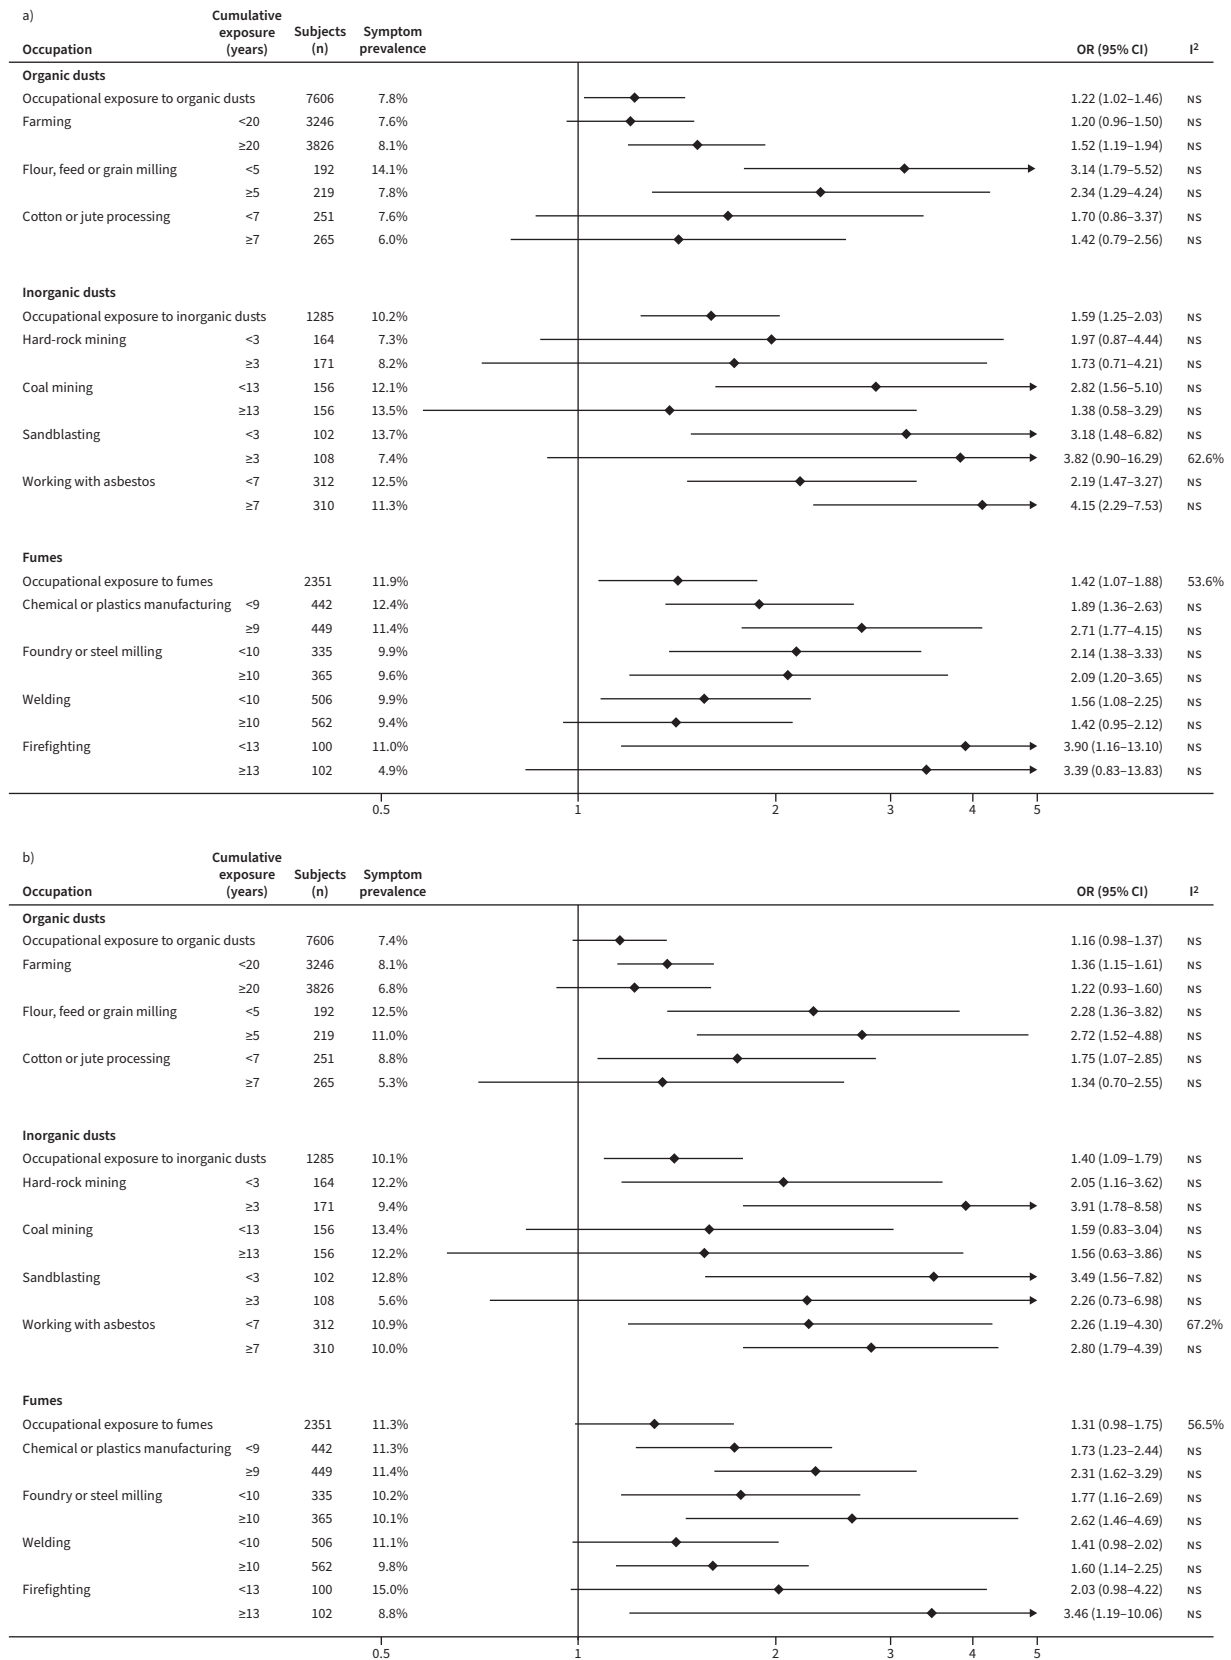 a)
Cumulative
exposure Subjects Symptom
Occupation (years) (n) prevalence OR (95% CI) I²
Organic dusts
Occupational exposure to organic dusts 7606 7.8% 1.22 (1.02–1.46) NS
Farming <20 3246 7.6% 1.20 (0.96–1.50) NS
≥20 3826 8.1% 1.52 (1.19–1.94) NS
Flour, feed or grain milling <5 192 14.1% 3.14 (1.79–5.52) NS
≥5 219 7.8% 2.34 (1.29–4.24) NS
Cotton or jute processing <7 251 7.6% 1.70 (0.86–3.37) NS
≥7 265 6.0% 1.42 (0.79–2.56) NS
Inorganic dusts
Occupational exposure to inorganic dusts 1285 10.2% 1.59 (1.25–2.03) NS
Hard-rock mining <3 164 7.3% 1.97 (0.87–4.44) NS
≥3 171 8.2% 1.73 (0.71–4.21) NS
Coal mining <13 156 12.1% 2.82 (1.56–5.10) NS
≥13 156 13.5% 1.38 (0.58–3.29) NS
Sandblasting <3 102 13.7% 3.18 (1.48–6.82) NS
≥3 108 7.4% 3.82 (0.90–16.29) 62.6%
Working with asbestos <7 312 12.5% 2.19 (1.47–3.27) NS
≥7 310 11.3% 4.15 (2.29–7.53) NS
Fumes
Occupational exposure to fumes 2351 11.9% 1.42 (1.07–1.88) 53.6%
Chemical or plastics manufacturing <9 442 12.4% 1.89 (1.36–2.63) NS
≥9 449 11.4% 2.71 (1.77–4.15) NS
Foundry or steel milling <10 335 9.9% 2.14 (1.38–3.33) NS
≥10 365 9.6% 2.09 (1.20–3.65) NS
Welding <10 506 9.9% 1.56 (1.08–2.25) NS
≥10 562 9.4% 1.42 (0.95–2.12) NS
Firefighting <13 100 11.0% 3.90 (1.16–13.10) NS
≥13 102 4.9% 3.39 (0.83–13.83) NS
0.5 1 2 3 4 5
b)
Cumulative
exposure Subjects Symptom
Occupation (years) (n) prevalence OR (95% CI) I²
Organic dusts
Occupational exposure to organic dusts 7606 7.4% 1.16 (0.98–1.37) NS
Farming <20 3246 8.1% 1.36 (1.15–1.61) NS
≥20 3826 6.8% 1.22 (0.93–1.60) NS
Flour, feed or grain milling <5 192 12.5% 2.28 (1.36–3.82) NS
≥5 219 11.0% 2.72 (1.52–4.88) NS
Cotton or jute processing <7 251 8.8% 1.75 (1.07–2.85) NS
≥7 265 5.3% 1.34 (0.70–2.55) NS
Inorganic dusts
Occupational exposure to inorganic dusts 1285 10.1% 1.40 (1.09–1.79) NS
Hard-rock mining <3 164 12.2% 2.05 (1.16–3.62) NS
≥3 171 9.4% 3.91 (1.78–8.58) NS
Coal mining <13 156 13.4% 1.59 (0.83–3.04) NS
≥13 156 12.2% 1.56 (0.63–3.86) NS
Sandblasting <3 102 12.8% 3.49 (1.56–7.82) NS
≥3 108 5.6% 2.26 (0.73–6.98) NS
Working with asbestos <7 312 10.9% 2.26 (1.19–4.30) 67.2%
≥7 310 10.0% 2.80 (1.79–4.39) NS
Fumes
Occupational exposure to fumes 2351 11.3% 1.31 (0.98–1.75) 56.5%
Chemical or plastics manufacturing <9 442 11.3% 1.73 (1.23–2.44) NS
≥9 449 11.4% 2.31 (1.62–3.29) NS
Foundry or steel milling <10 335 10.2% 1.77 (1.16–2.69) NS
≥10 365 10.1% 2.62 (1.46–4.69) NS
Welding <10 506 11.1% 1.41 (0.98–2.02) NS
≥10 562 9.8% 1.60 (1.14–2.25) NS
Firefighting <13 100 15.0% 2.03 (0.98–4.22) NS
≥13 102 8.8% 3.46 (1.19–10.06) NS
0.5 1 2 3 4 5